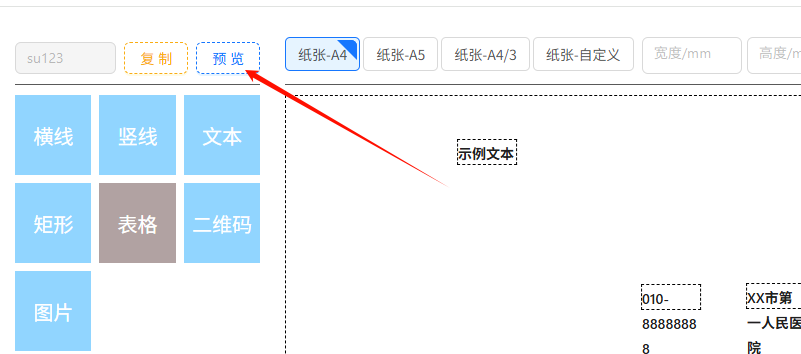 su123
复 制
预 览
纸张-A4
纸张-A5
纸张-A4/3
纸张-自定义
宽度/mm
高度/m
横线
竖线
文本
矩形
表格
二维码
图片
示例文本
010-
8888888
8
XX市第
一人民医
院